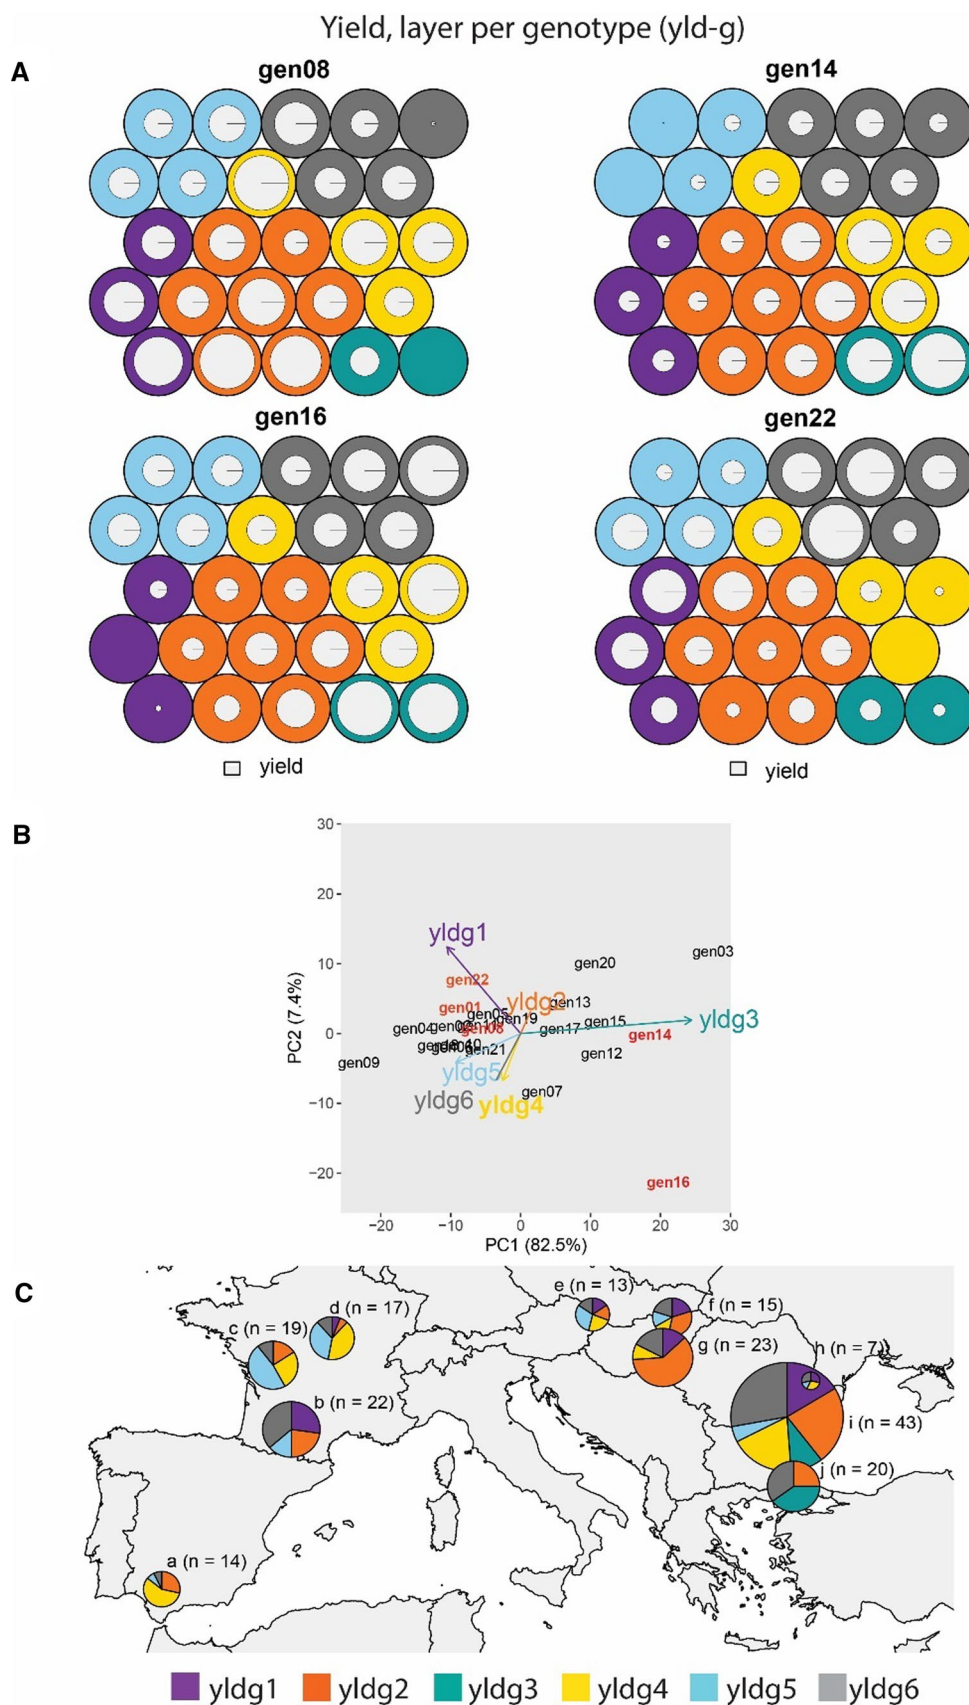 Yield, layer per genotype (yld-g)
A
gen08
gen14
gen16
gen22
yield
yield
B
30
20
10
0
−10
−20
PC2 (7.4%)
yldg1
gen22
gen20
gen03
gen01
yldg2
gen13
gen05
gen19
gen15
yldg3
gen04
gen08
gen17
gen14
gen21
gen12
gen09
yldg5
gen07
yldg6
yldg4
gen16
−20
−10
0
10
20
30
PC1 (82.5%)
C
e (n = 13)
d (n = 17)
f (n = 15)
c (n = 19)
g (n = 23)
h (n = 7)
b (n = 22)
i (n = 43)
j (n = 20)
a (n = 14)
yldg1 yldg2 yldg3 yldg4 yldg5 yldg6